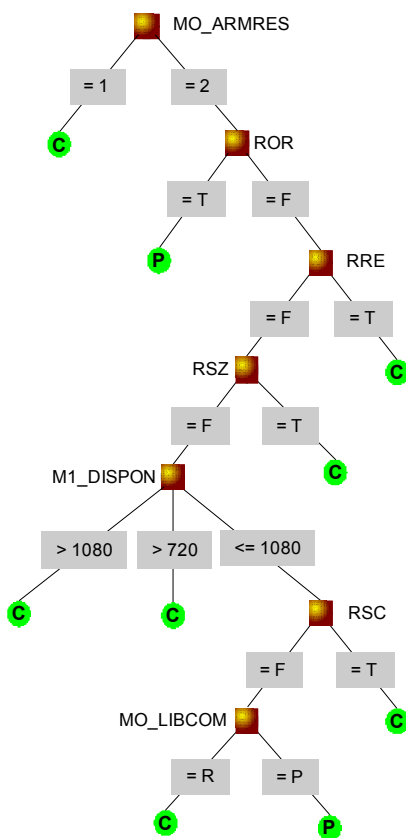 MO_ARMRES
= 1
= 2
C
ROR
= T
= F
P
RRE
= F
= T
RSZ
C
= F
= T
M1_DISPON
C
> 1080
> 720
<= 1080
C
C
RSC
= F
= T
MO_LIBCOM
C
= R
= P
C
P